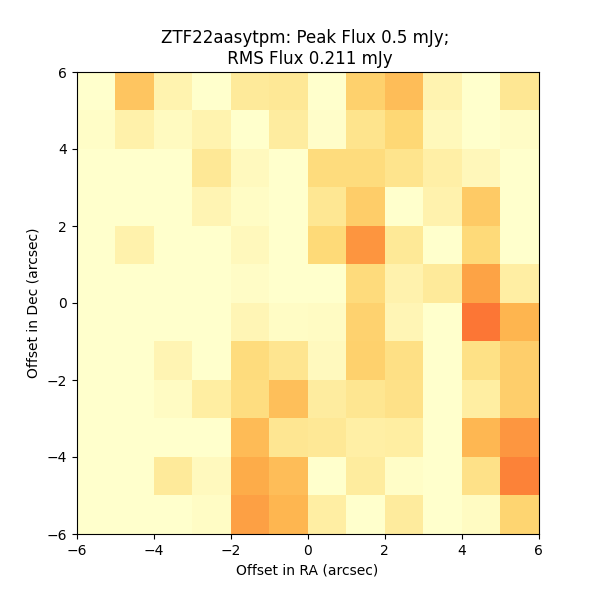 ZTF22aasytpm: Peak Flux 0.5 mJy;
RMS Flux 0.211 mJy
6
4
2
0
−2
−4
−6
Offset in Dec (arcsec)
−6 −4 −2 0 2 4 6
Offset in RA (arcsec)